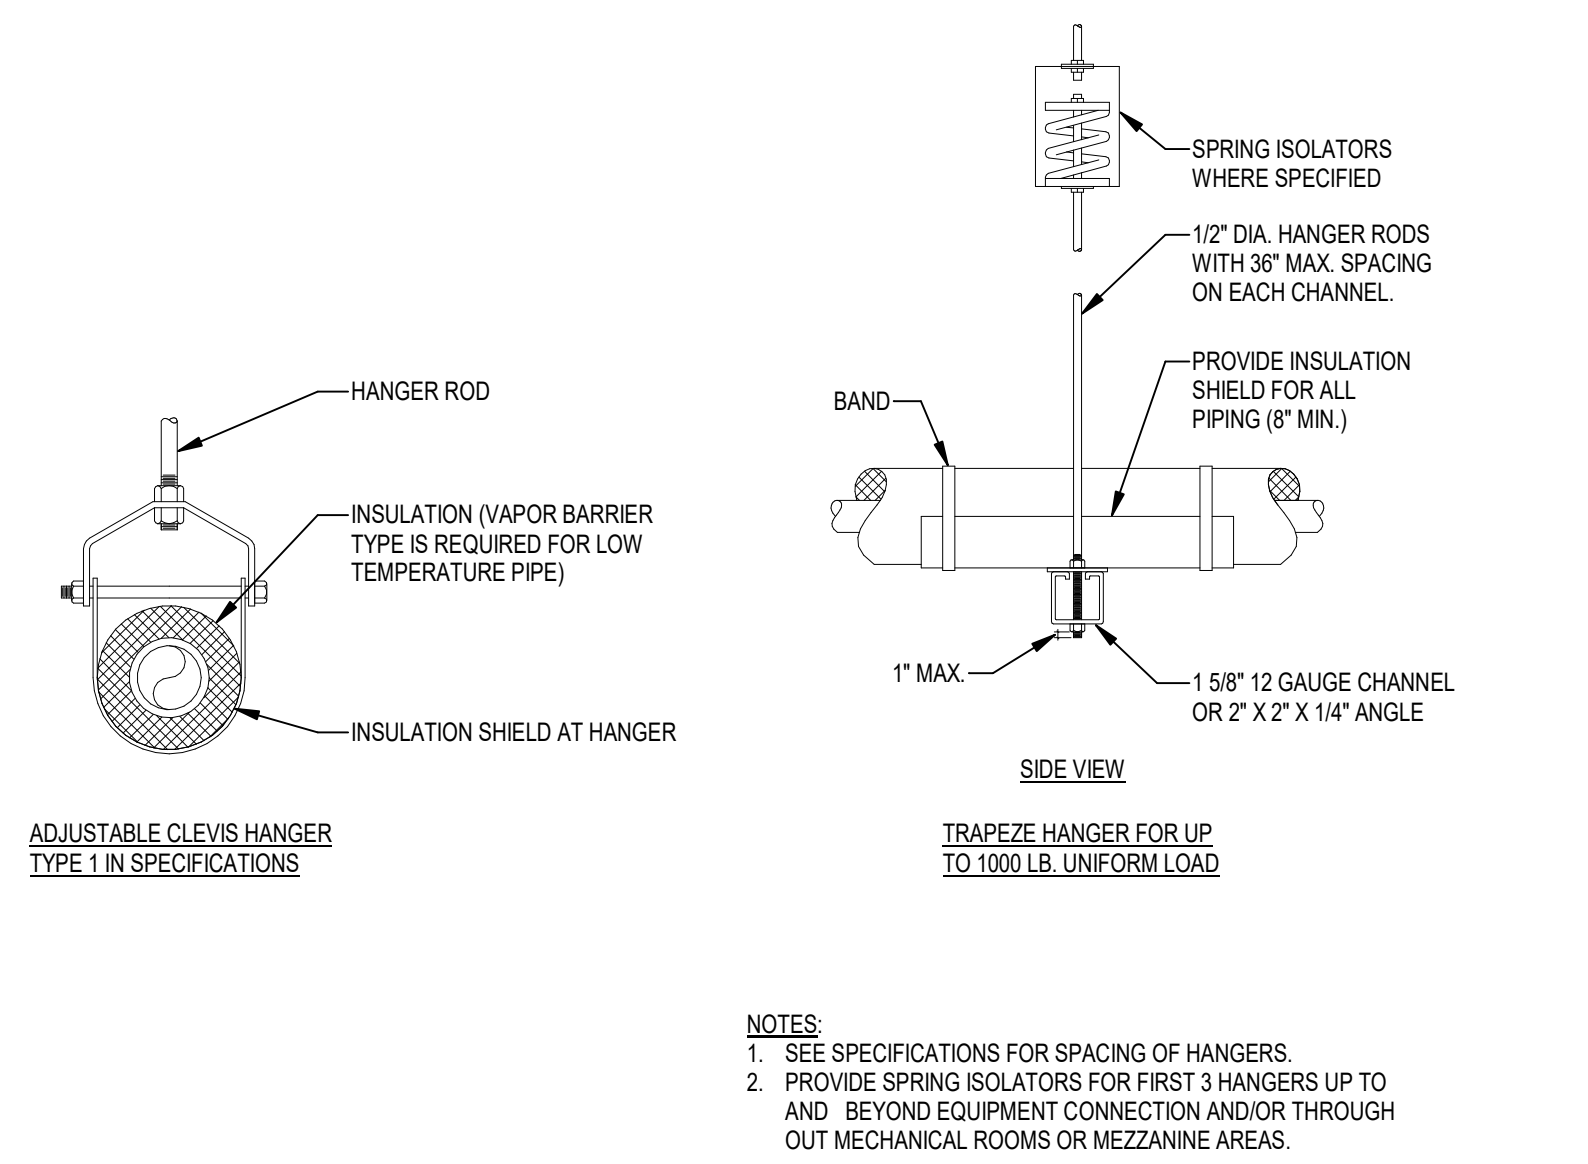 SPRING ISOLATORS
WHERE SPECIFIED
1/2" DIA. HANGER RODS
WITH 36" MAX. SPACING
ON EACH CHANNEL.
PROVIDE INSULATION
SHIELD FOR ALL
PIPING (8" MIN.)
BAND
1" MAX.
1 5/8" 12 GAUGE CHANNEL
OR 2" X 2" X 1/4" ANGLE
SIDE VIEW
TRAPEZE HANGER FOR UP
TO 1000 LB. UNIFORM LOAD
HANGER ROD
INSULATION (VAPOR BARRIER
TYPE IS REQUIRED FOR LOW
TEMPERATURE PIPE)
INSULATION SHIELD AT HANGER
ADJUSTABLE CLEVIS HANGER
TYPE 1 IN SPECIFICATIONS
NOTES:
1. SEE SPECIFICATIONS FOR SPACING OF HANGERS.
2. PROVIDE SPRING ISOLATORS FOR FIRST 3 HANGERS UP TO
AND BEYOND EQUIPMENT CONNECTION AND/OR THROUGH
OUT MECHANICAL ROOMS OR MEZZANINE AREAS.